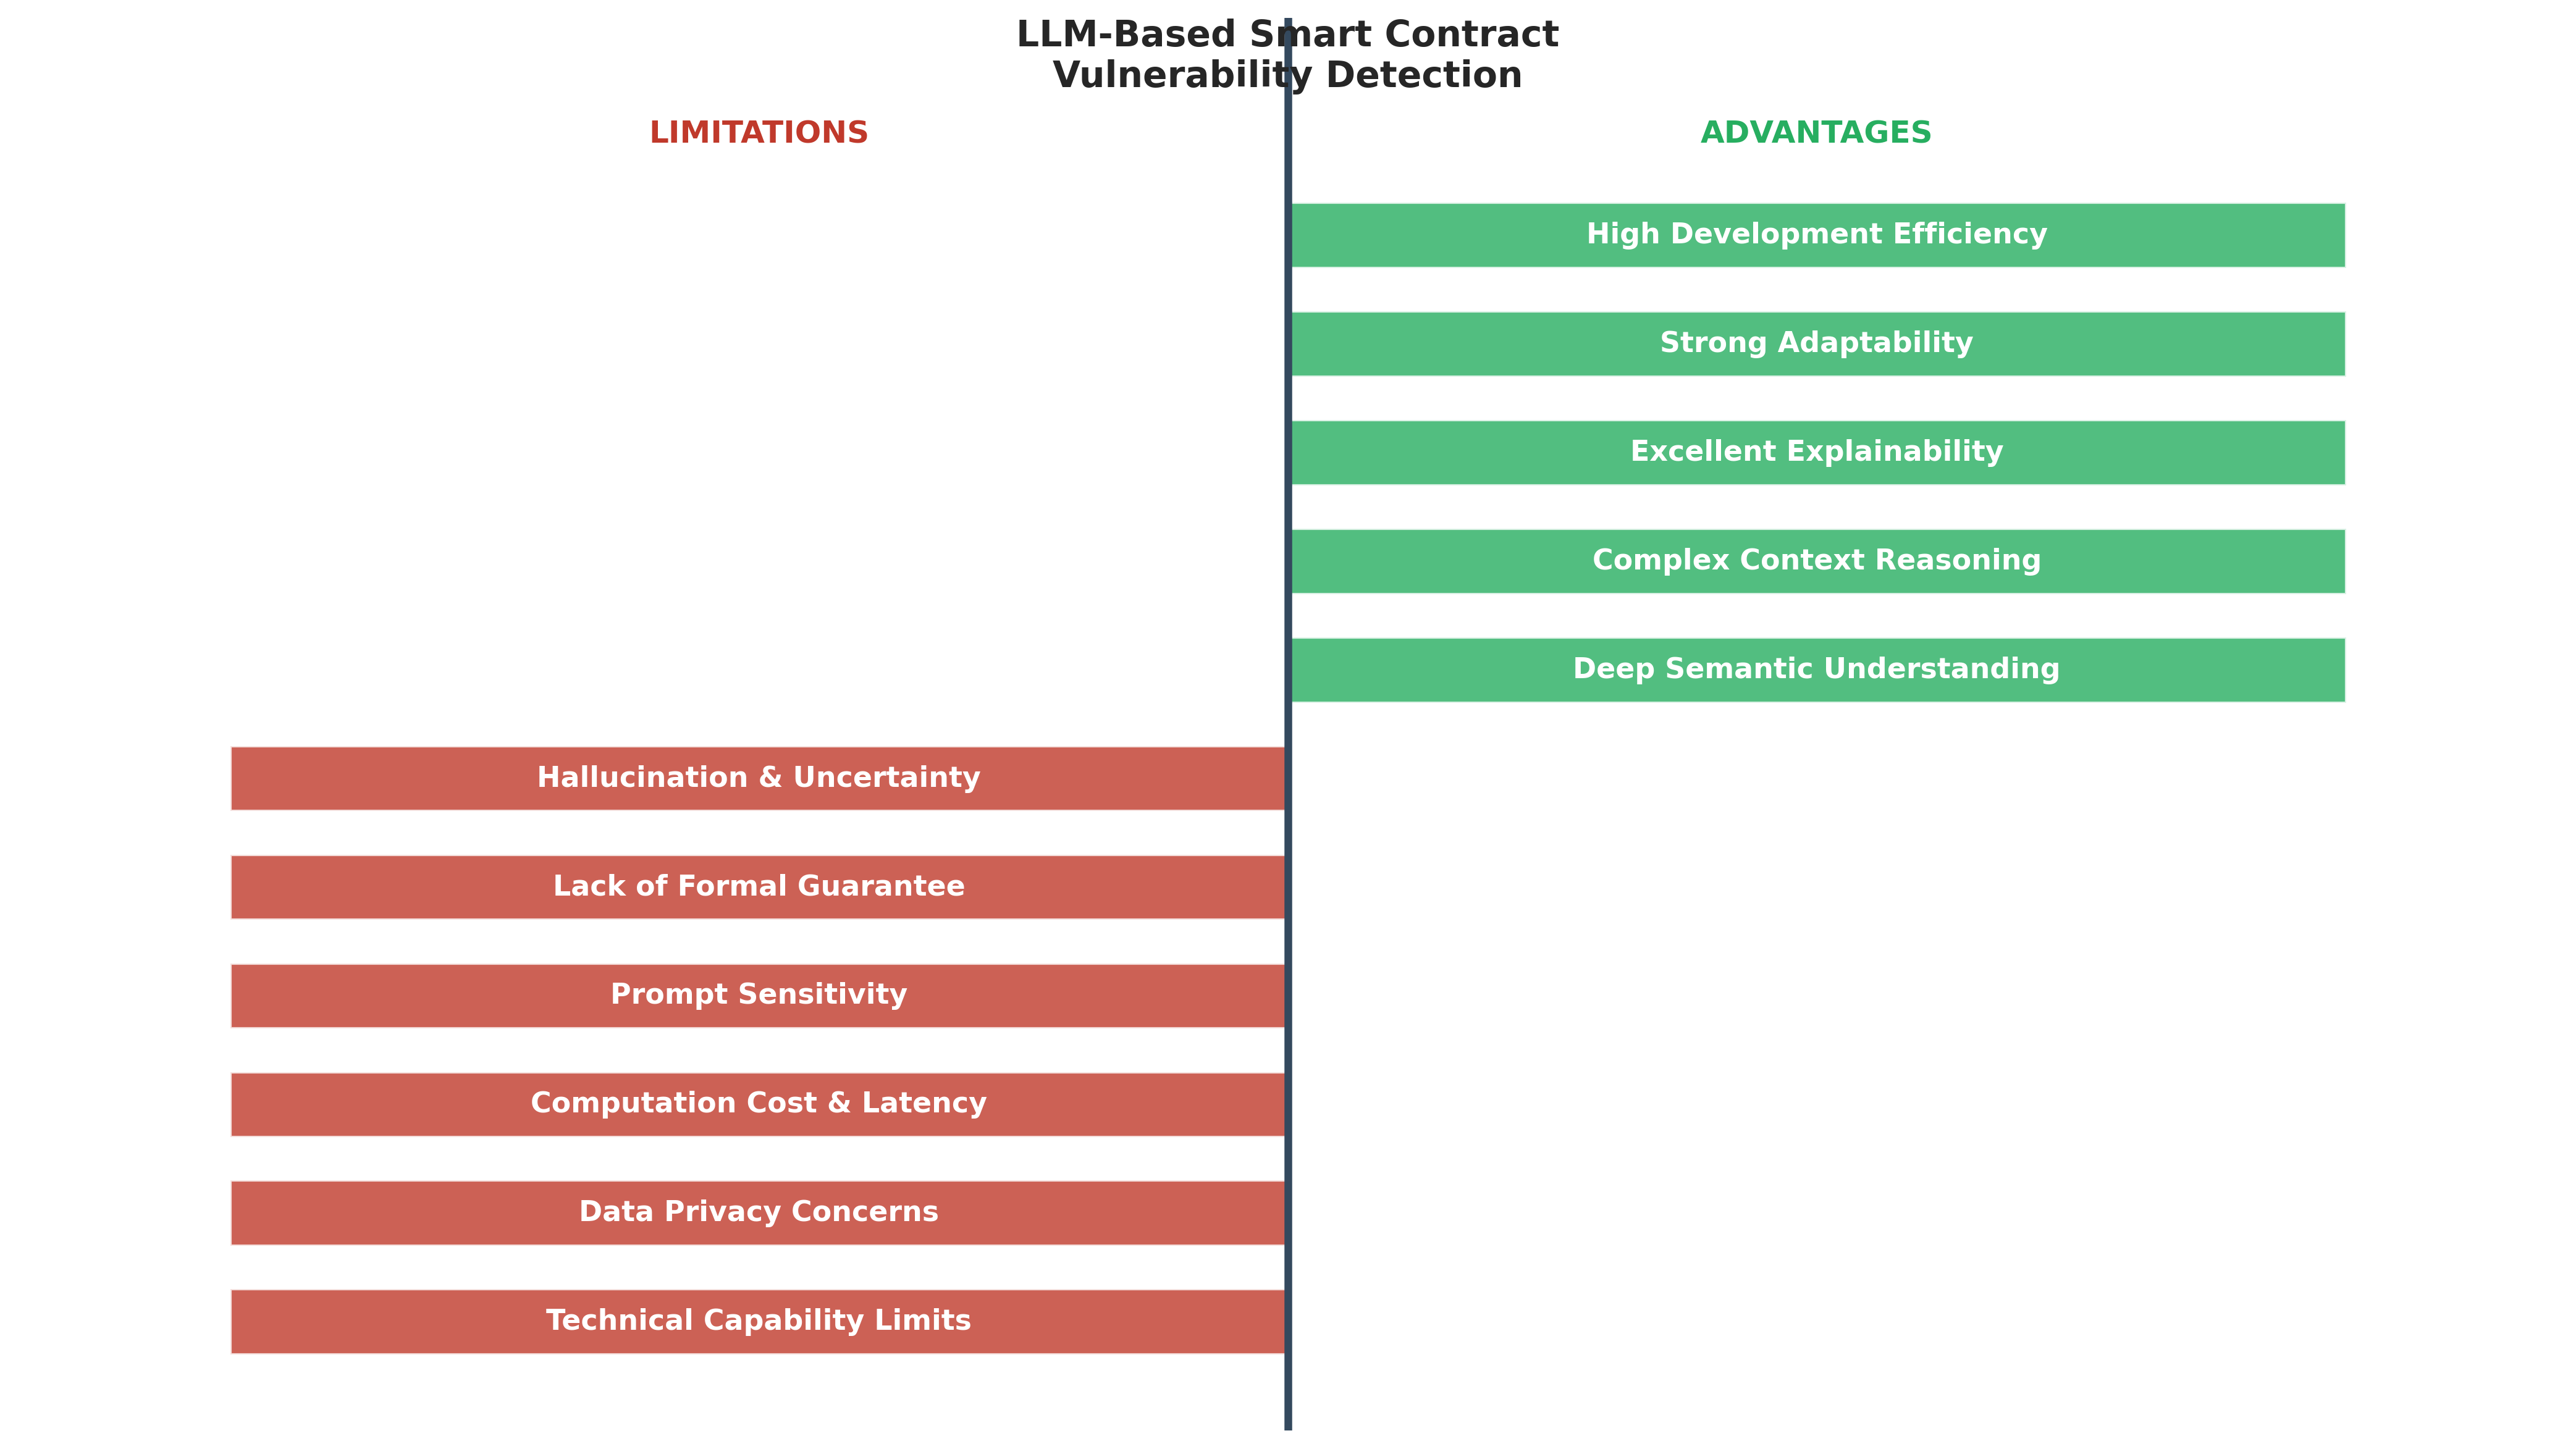 LLM-Based Smart Contract
Vulnerability Detection
LIMITATIONS
ADVANTAGES
High Development Efficiency
Strong Adaptability
Excellent Explainability
Complex Context Reasoning
Deep Semantic Understanding
Hallucination & Uncertainty
Lack of Formal Guarantee
Prompt Sensitivity
Computation Cost & Latency
Data Privacy Concerns
Technical Capability Limits